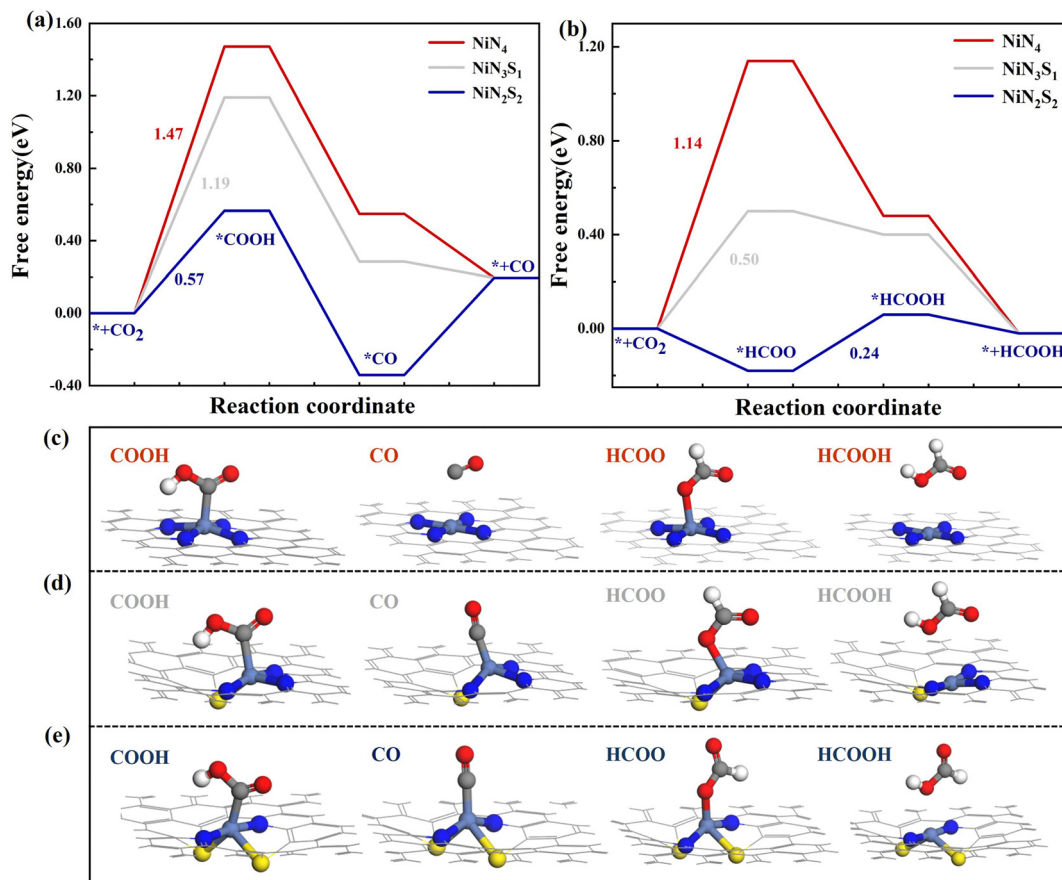 (a)
1.60
1.20
0.80
0.40
0.00
-0.40
Free energy(eV)
NiN₄
NiN₃S₁
NiN₂S₂
1.47
1.19
0.57
*COOH
*+CO₂
*CO
*+CO
Reaction coordinate
(b)
1.20
0.80
0.40
0.00
Free energy(eV)
NiN₄
NiN₃S₁
NiN₂S₂
1.14
0.50
*HCOOH
*+CO₂
*HCOO
0.24
*+HCOOH
Reaction coordinate
(c)
COOH CO HCOO HCOOH
(d)
COOH CO HCOO HCOOH
(e)
COOH CO HCOO HCOOH